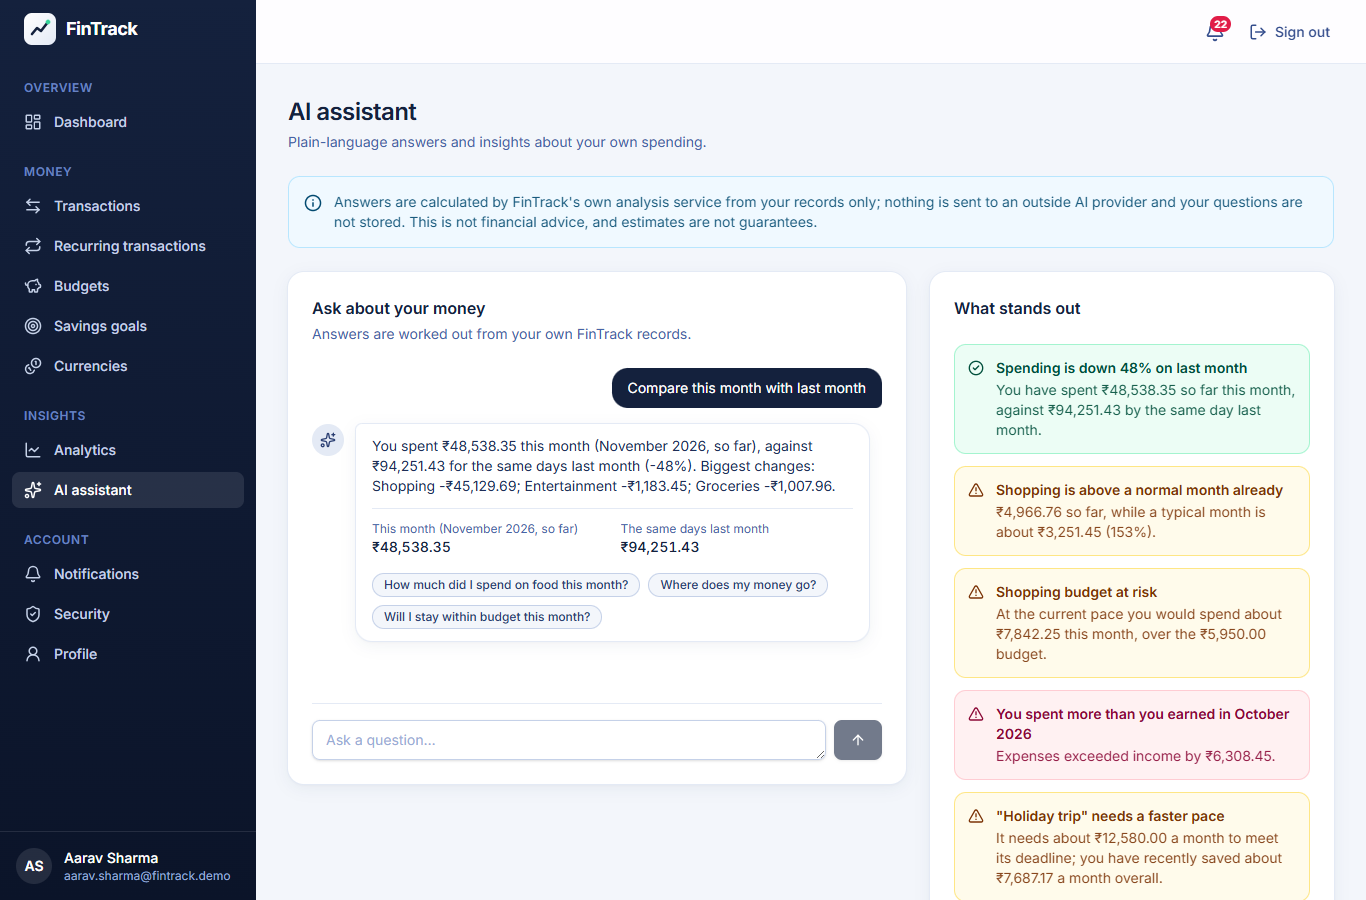 FinTrack
OVERVIEW
Dashboard
MONEY
Transactions
Recurring transactions
Budgets
Savings goals
Currencies
INSIGHTS
Analytics
AI assistant
ACCOUNT
Notifications
Security
Profile
AS
Aarav Sharma
aarav.sharma@fintrack.demo
22
Sign out
AI assistant
Plain-language answers and insights about your own spending.
Answers are calculated by FinTrack's own analysis service from your records only; nothing is sent to an outside AI provider and your questions are
not stored. This is not financial advice, and estimates are not guarantees.
Ask about your money
Answers are worked out from your own FinTrack records.
Compare this month with last month
You spent ₹48,538.35 this month (November 2026, so far), against
₹94,251.43 for the same days last month (-48%). Biggest changes:
Shopping -₹45,129.69; Entertainment -₹1,183.45; Groceries -₹1,007.96.
This month (November 2026, so far)
₹48,538.35
The same days last month
₹94,251.43
How much did I spend on food this month?
Where does my money go?
Will I stay within budget this month?
Ask a question...
What stands out
Spending is down 48% on last month
You have spent ₹48,538.35 so far this month,
against ₹94,251.43 by the same day last
month.
Shopping is above a normal month already
₹4,966.76 so far, while a typical month is
about ₹3,251.45 (153%).
Shopping budget at risk
At the current pace you would spend about
₹7,842.25 this month, over the ₹5,950.00
budget.
You spent more than you earned in October
2026
Expenses exceeded income by ₹6,308.45.
"Holiday trip" needs a faster pace
It needs about ₹12,580.00 a month to meet
its deadline; you have recently saved about
₹7,687.17 a month overall.